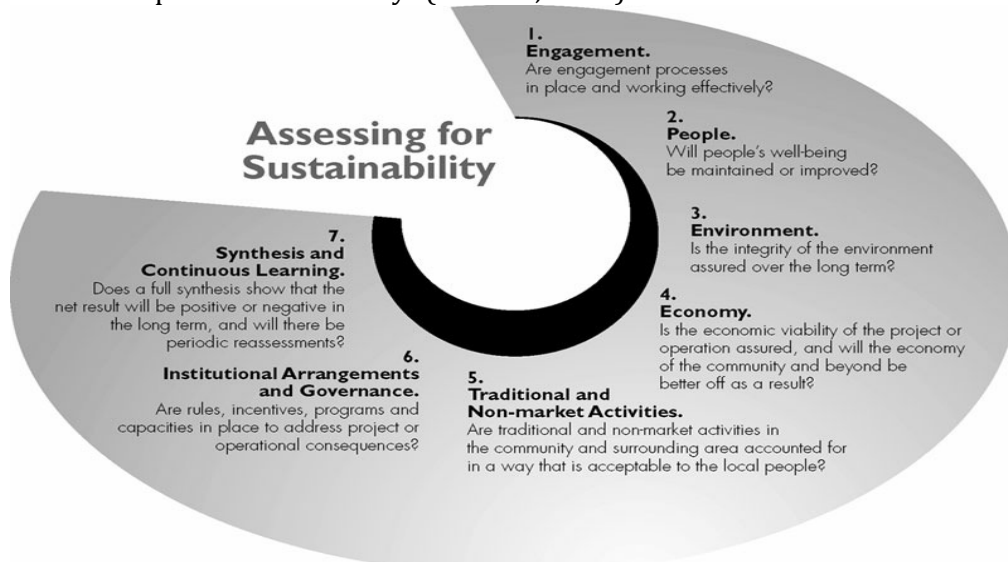 Assessing for
Sustainability
1.
Engagement.
Are engagement processes
in place and working effectively?
2.
People.
Will people's well-being
be maintained or improved?
3.
Environment.
Is the integrity of the environment
assured over the long term?
4.
Economy.
Is the economic viability of the project or
operation assured, and will the economy
of the community and beyond be
better off as a result?
5.
Traditional and
Non-market Activities.
Are traditional and non-market activities in
the community and surrounding area accounted for
in a way that is acceptable to the local people?
6.
Institutional Arrangements
and Governance.
Are rules, incentives, programs and
capacities in place to address project or
operational consequences?
7.
Synthesis and
Continuous Learning.
Does a full synthesis show that the
net result will be positive or negative in
the long term, and will there be
periodic reassessments?